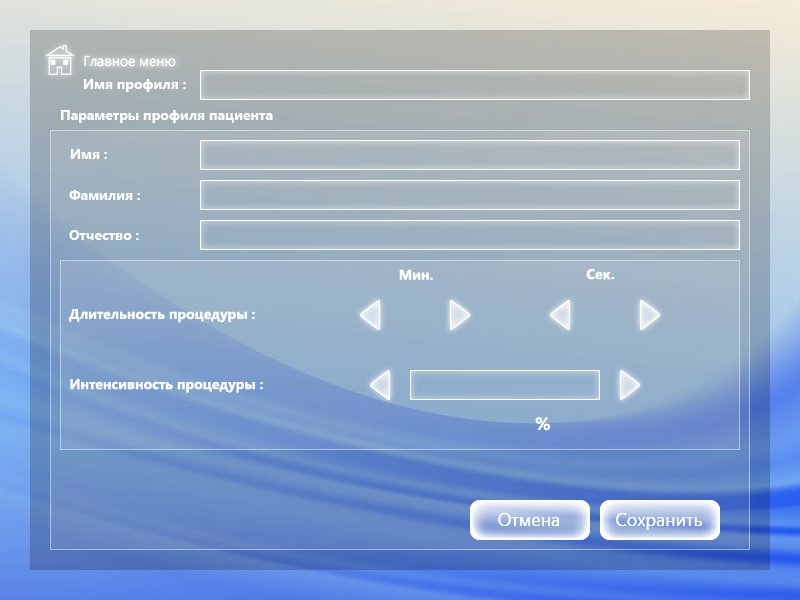 Главное меню
Имя профиля :
Параметры профиля пациента
Имя :
Фамилия :
Отчество :
Мин. Сек.
Длительность процедуры :
Интенсивность процедуры :
%
Отмена Сохранить